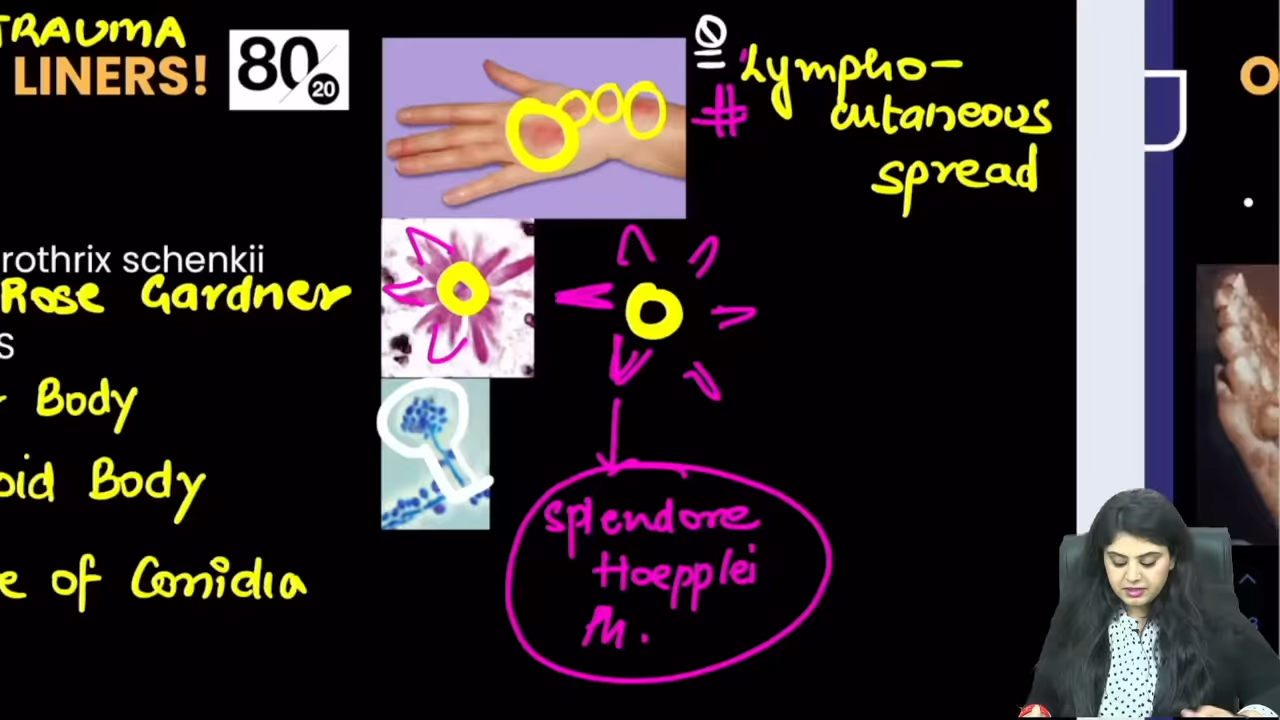 TRAUMA
LINERS!
80/20
Lympho-
cutaneous
spread
#
rothrix schenkii
Rose Gardner
S
Body
oid Body
e of Conidia
Splendore
Hoepplei
M.